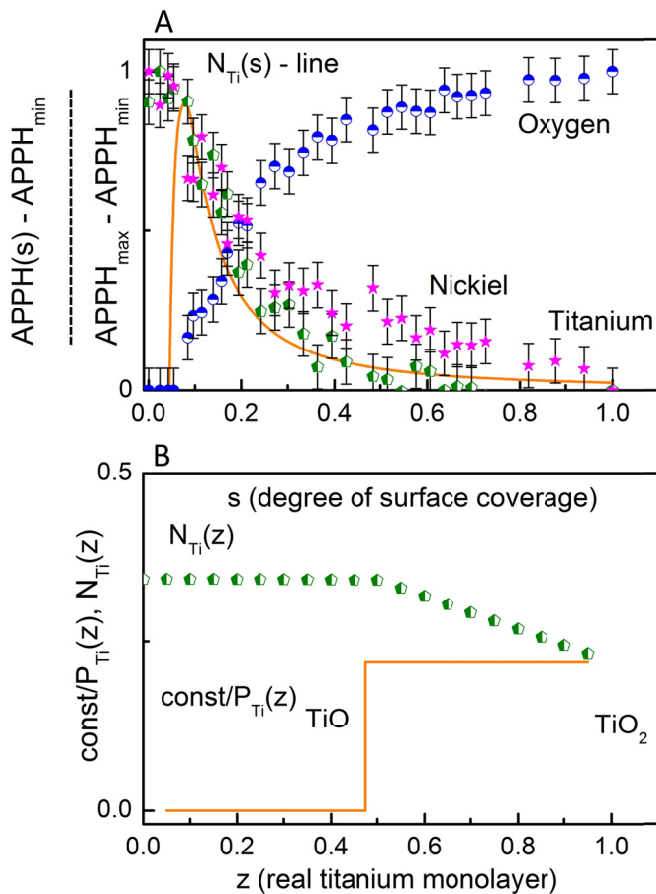 A
N_Ti(s) - line
APPH(s) - APPH_min
APPH_max - APPH_min
1
0
Oxygen
Nickiel
Titanium
0.0 0.2 0.4 0.6 0.8 1.0
B
s (degree of surface coverage)
0.5
0.0
N_Ti(z)
const/P_Ti(z), N_Ti(z)
const/P_Ti(z)
TiO
TiO_2
0.0 0.2 0.4 0.6 0.8 1.0
z (real titanium monolayer)